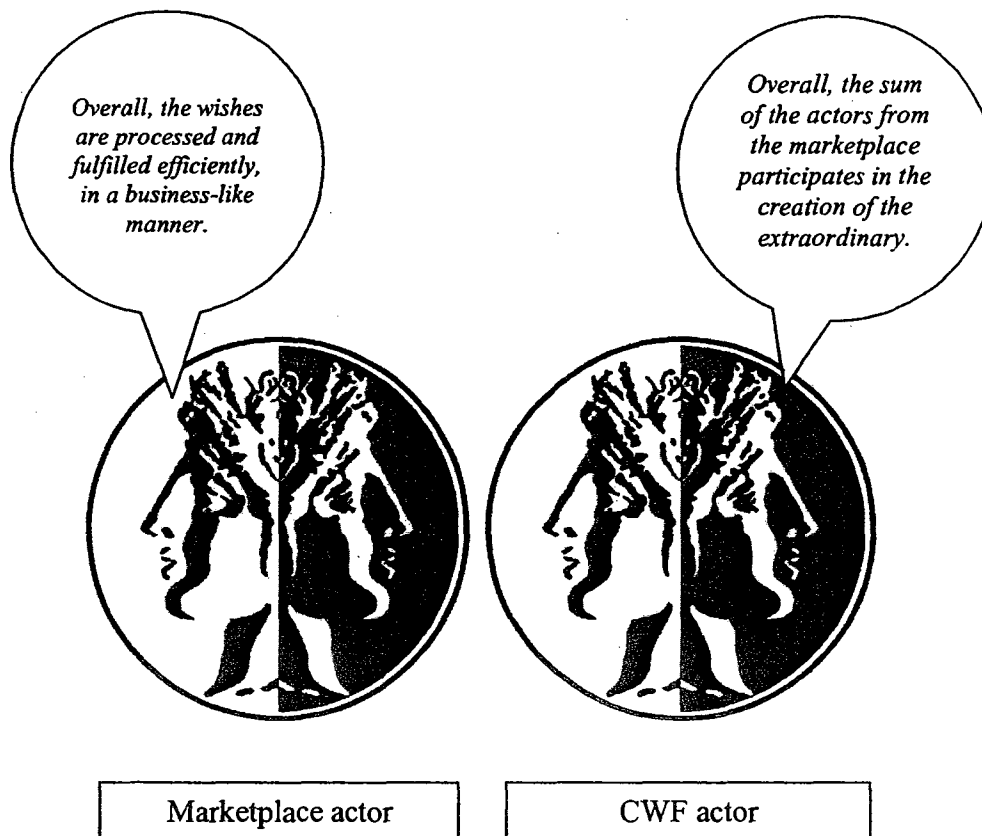 Overall, the wishes
are processed and
fulfilled efficiently,
in a business-like
manner.
Overall, the sum
of the actors from
the marketplace
participates in the
creation of the
extraordinary.
Marketplace actor
CWF actor